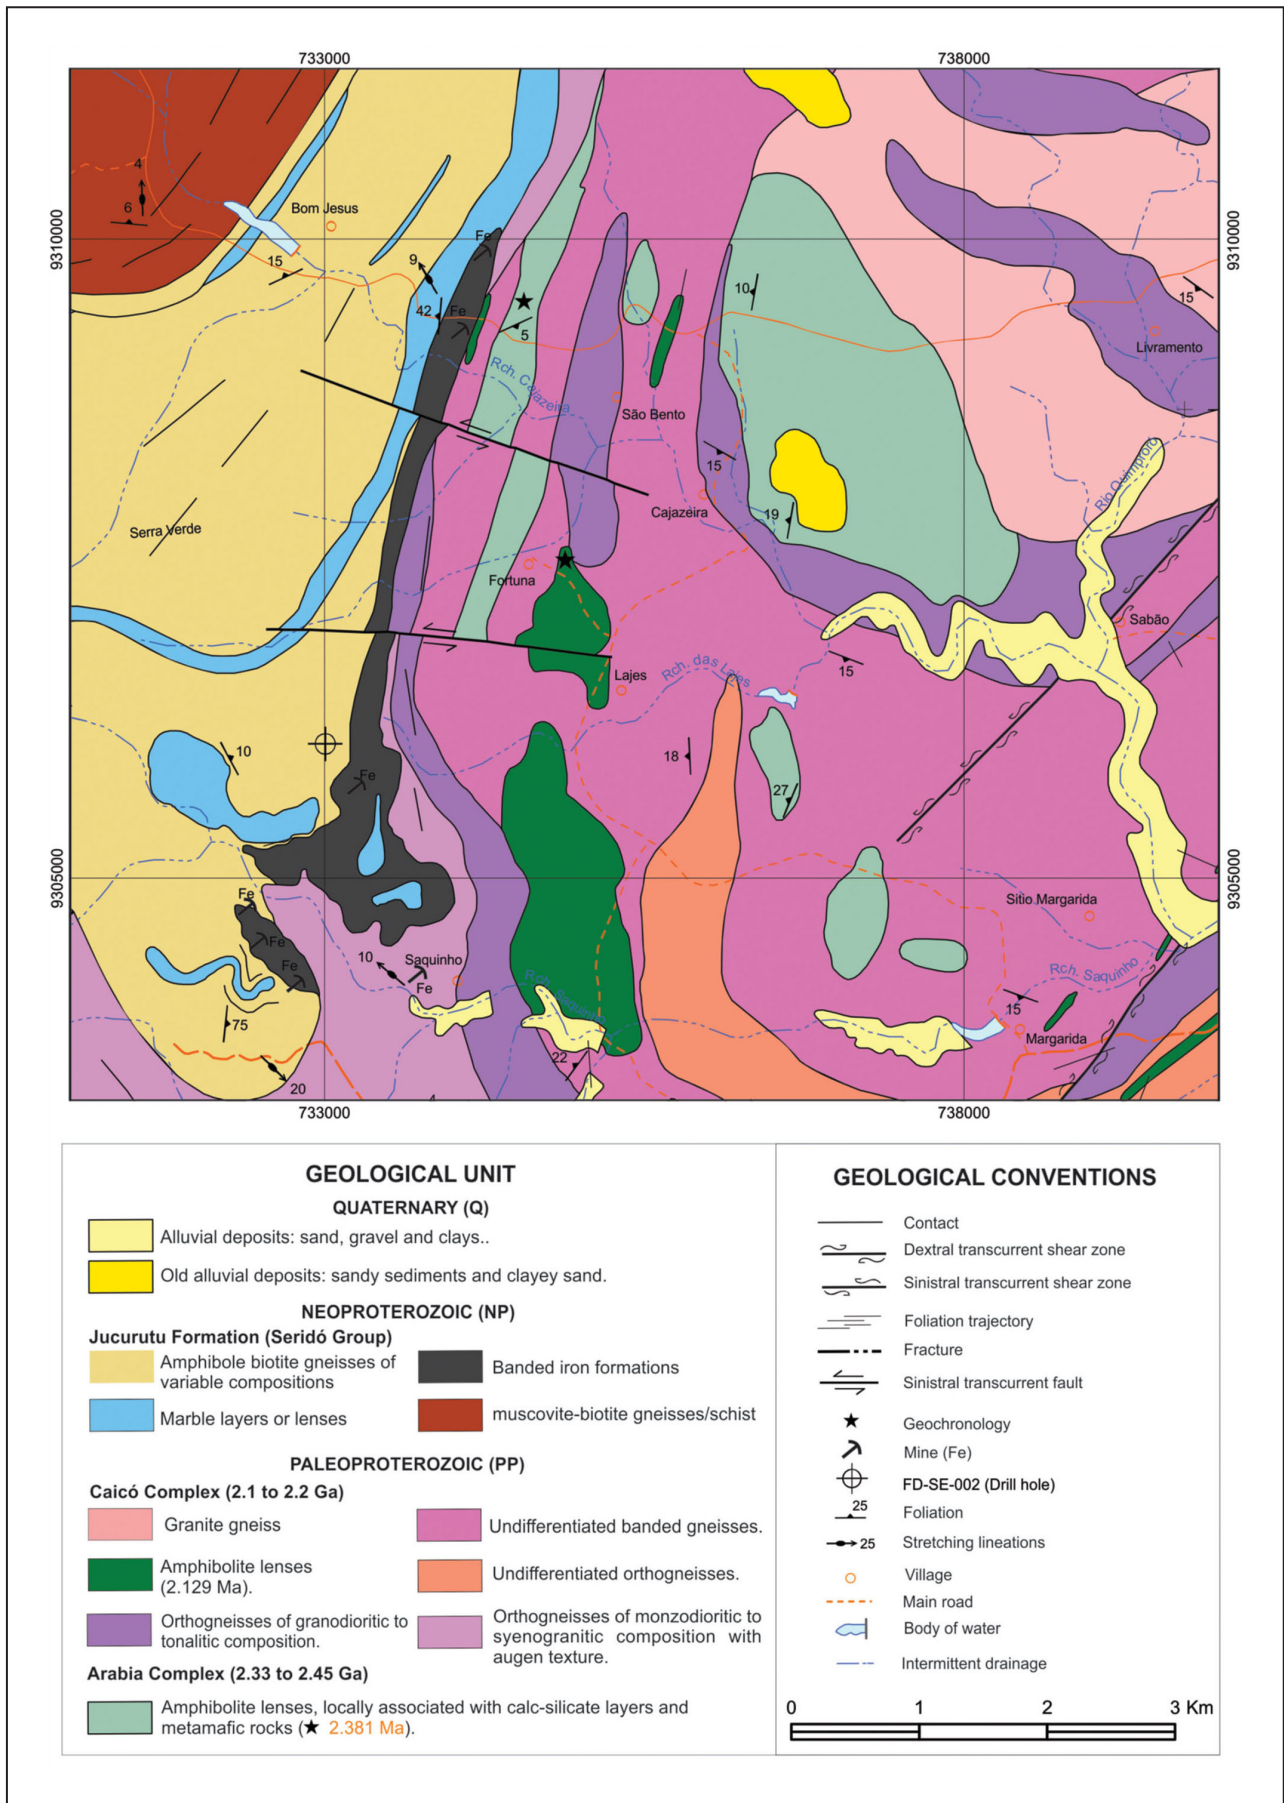 733000
738000
4
6
Bom Jesus
Fe
9310000
9310000
15
9
10
15
42
Fe
5
Livramento
Rch. Cajazeira
São Bento
15
Rio Quimproró
Cajazeira
19
Serra Verde
Fortuna
Sabão
15
Lajes
Rch. das Lajes
10
18
Fe
27
9305000
9305000
Fe
Sitio Margarida
Fe
10
Saquinho
Fe
Fe
Rch. Saquinho
Rch. Saquinho
15
75
Margarida
22
20
733000
738000
GEOLOGICAL UNIT
QUATERNARY (Q)
Alluvial deposits: sand, gravel and clays..
Old alluvial deposits: sandy sediments and clayey sand.
NEOPROTEROZOIC (NP)
Jucurutu Formation (Seridó Group)
Amphibole biotite gneisses of
variable compositions
Banded iron formations
Marble layers or lenses
muscovite-biotite gneisses/schist
PALEOPROTEROZOIC (PP)
Caicó Complex (2.1 to 2.2 Ga)
Granite gneiss
Undifferentiated banded gneisses.
Amphibolite lenses
(2.129 Ma).
Undifferentiated orthogneisses.
Orthogneisses of granodioritic to
tonalitic composition.
Orthogneisses of monzodioritic to
syenogranitic composition with
augen texture.
Arabia Complex (2.33 to 2.45 Ga)
Amphibolite lenses, locally associated with calc-silicate layers and
metamafic rocks (★ 2.381 Ma).
GEOLOGICAL CONVENTIONS
Contact
Dextral transcurrent shear zone
Sinistral transcurrent shear zone
Foliation trajectory
Fracture
Sinistral transcurrent fault
Geochronology
Mine (Fe)
FD-SE-002 (Drill hole)
25
Foliation
25 Stretching lineations
Village
Main road
Body of water
Intermittent drainage
0 1 2 3 Km